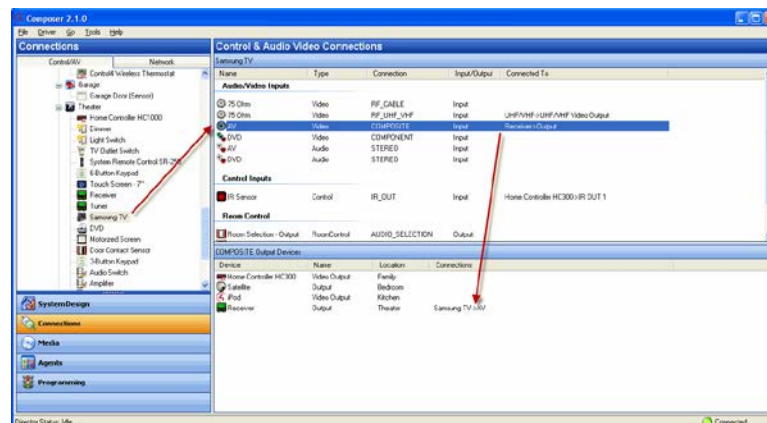 Composer 2.1.0
File Driver Go Tools Help
Connections
Control/AV Network
Control4 Wireless Thermostat
Garage
Garage Door (Sensor)
Theater
Home Controller HC1000
Dimmer
Light Switch
TV Outlet Switch
System Remote Control SR-250
6-Button Keypad
Touch Screen - 7"
Receiver
Tuner
Samsung TV
DVD
Motorized Screen
Door Contact Sensor
3-Button Keypad
Audio Switch
Amplifier
System Design
Connections
Media
Agents
Programming
Control & Audio Video Connections
Samsung TV
Name Type Connection Input/Output Connected To
Audio/Video Inputs
75 Ohm Video RF_CABLE Input
75 Ohm Video RF_UHF_VHF Input UHF/VHF->UHF/VHF Video Output
AV Video COMPOSITE Input Receiver->Output
DVD Video COMPONENT Input
AV Audio STEREO Input
DVD Audio STEREO Input
Control Inputs
IR Sensor Control IR_OUT Input Home Controller HC300->IR OUT 1
Room Control
Room Selection - Output RoomControl AUDIO_SELECTION Output
COMPOSITE Output Devices
Device Name Location Connections
Home Controller HC300 Video Output Family
Satellite Output Bedroom
iPod Video Output Kitchen
Receiver Output Theater Samsung TV->AV
Director Status: Idle Connected